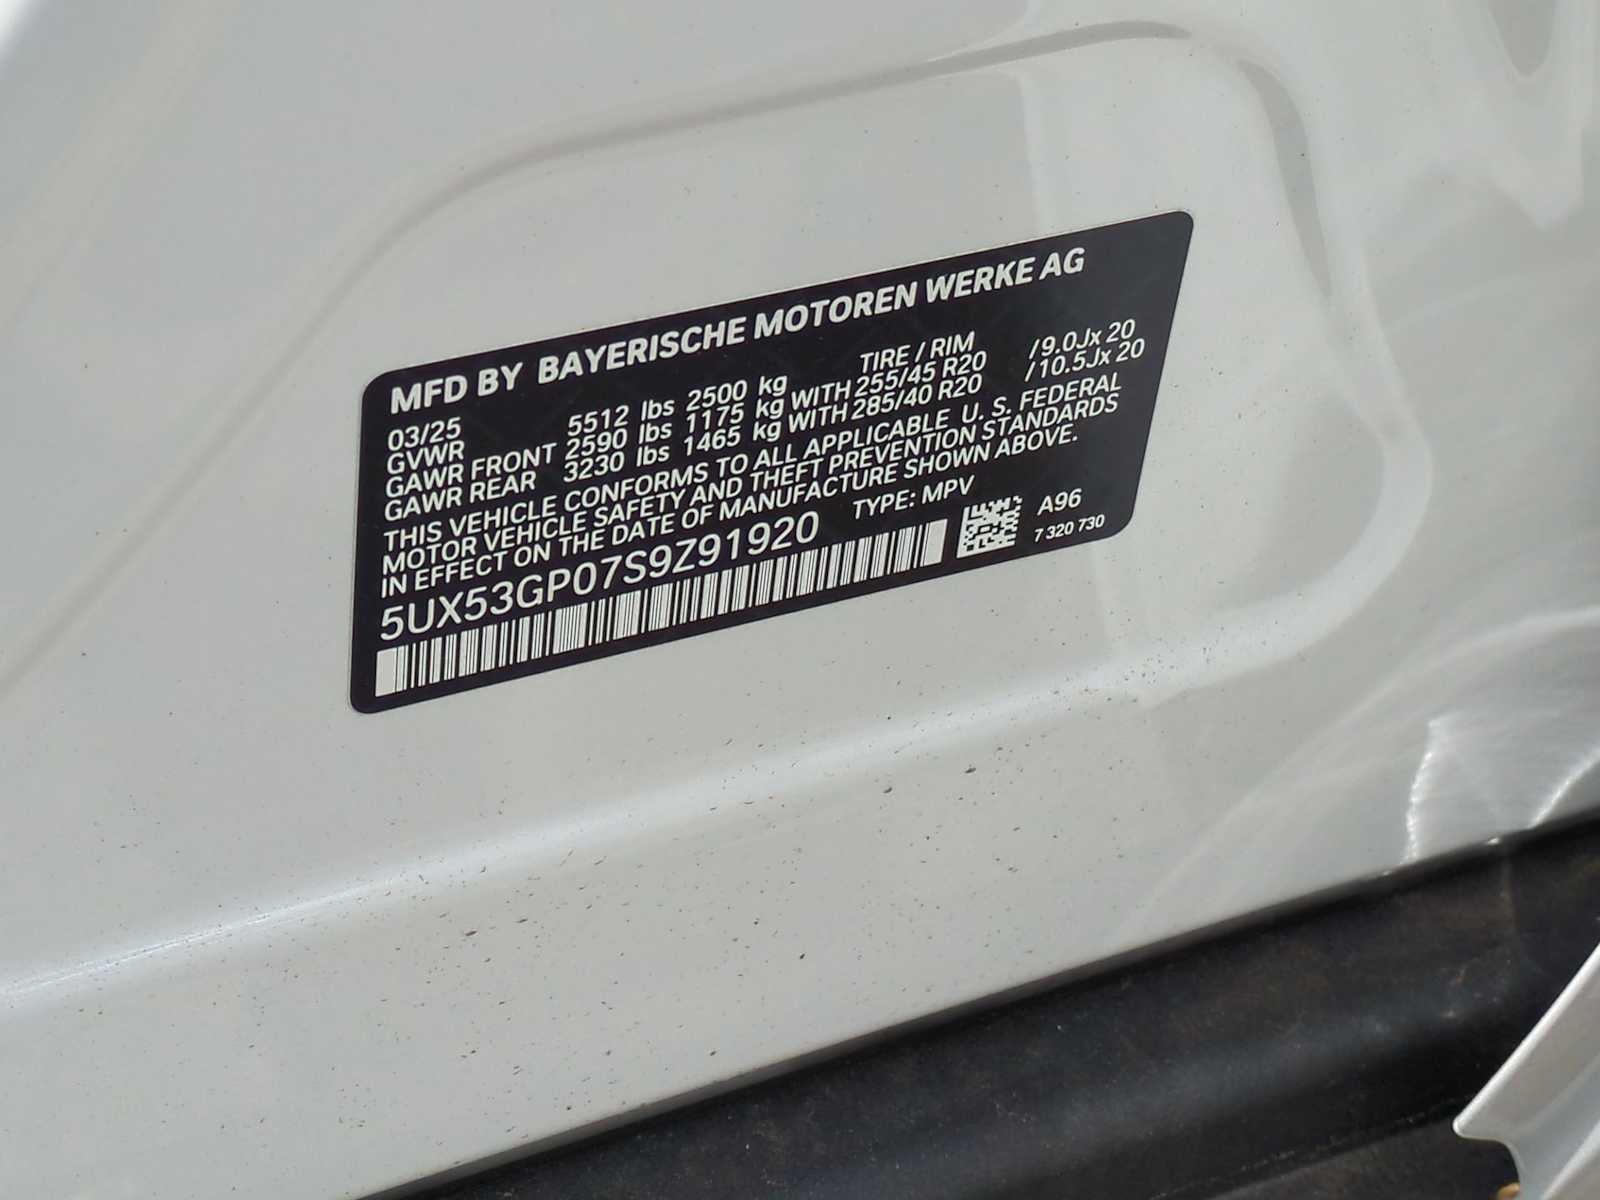 MFD BY BAYERISCHE MOTOREN WERKE AG
03/25 TIRE / RIM
GVWR 5512 lbs 2500 kg WITH 255/45 R20 /9.0Jx 20
GAWR FRONT 2590 lbs 1175 kg WITH 285/40 R20 /10.5Jx 20
GAWR REAR 3230 lbs 1465 kg
THIS VEHICLE CONFORMS TO ALL APPLICABLE U. S. FEDERAL
MOTOR VEHICLE SAFETY AND THEFT PREVENTION STANDARDS
IN EFFECT ON THE DATE OF MANUFACTURE SHOWN ABOVE.
5UX53GP07S9Z91920 TYPE: MPV
A96
7 320 730